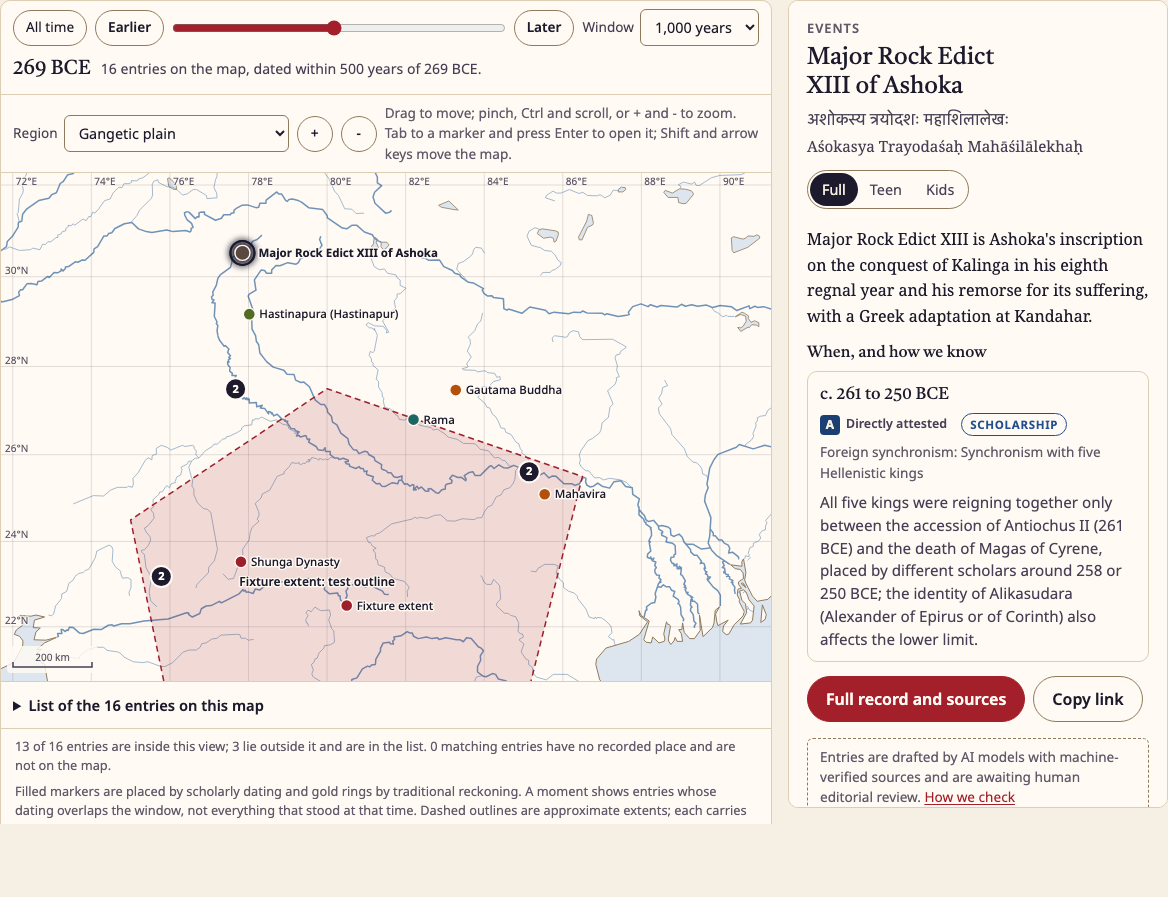 All time
Earlier
Later
Window
1,000 years
269 BCE 16 entries on the map, dated within 500 years of 269 BCE.
Region
Gangetic plain
+
-
Drag to move; pinch, Ctrl and scroll, or + and - to zoom.
Tab to a marker and press Enter to open it; Shift and arrow
keys move the map.
72°E 74°E 76°E 78°E 80°E 82°E 84°E 86°E 88°E 90°E
Major Rock Edict XIII of Ashoka
30°N
Hastinapura (Hastinapur)
28°N
2
Gautama Buddha
Rama
26°N
2
Mahavira
24°N
Shunga Dynasty
2
Fixture extent: test outline
Fixture extent
22°N
200 km
List of the 16 entries on this map
13 of 16 entries are inside this view; 3 lie outside it and are in the list. 0 matching entries have no recorded place and are
not on the map.
Filled markers are placed by scholarly dating and gold rings by traditional reckoning. A moment shows entries whose
dating overlaps the window, not everything that stood at that time. Dashed outlines are approximate extents; each carries
EVENTS
Major Rock Edict
XIII of Ashoka
अशोकस्य त्रयोदशः महाशिलालेखः
Aśokasya Trayodaśaḥ Mahāśilālekhaḥ
Full Teen Kids
Major Rock Edict XIII is Ashoka's inscription
on the conquest of Kalinga in his eighth
regnal year and his remorse for its suffering,
with a Greek adaptation at Kandahar.
When, and how we know
c. 261 to 250 BCE
A Directly attested SCHOLARSHIP
Foreign synchronism: Synchronism with five
Hellenistic kings
All five kings were reigning together only
between the accession of Antiochus II (261
BCE) and the death of Magas of Cyrene,
placed by different scholars around 258 or
250 BCE; the identity of Alikasudara
(Alexander of Epirus or of Corinth) also
affects the lower limit.
Full record and sources
Copy link
Entries are drafted by AI models with machine-
verified sources and are awaiting human
editorial review. How we check